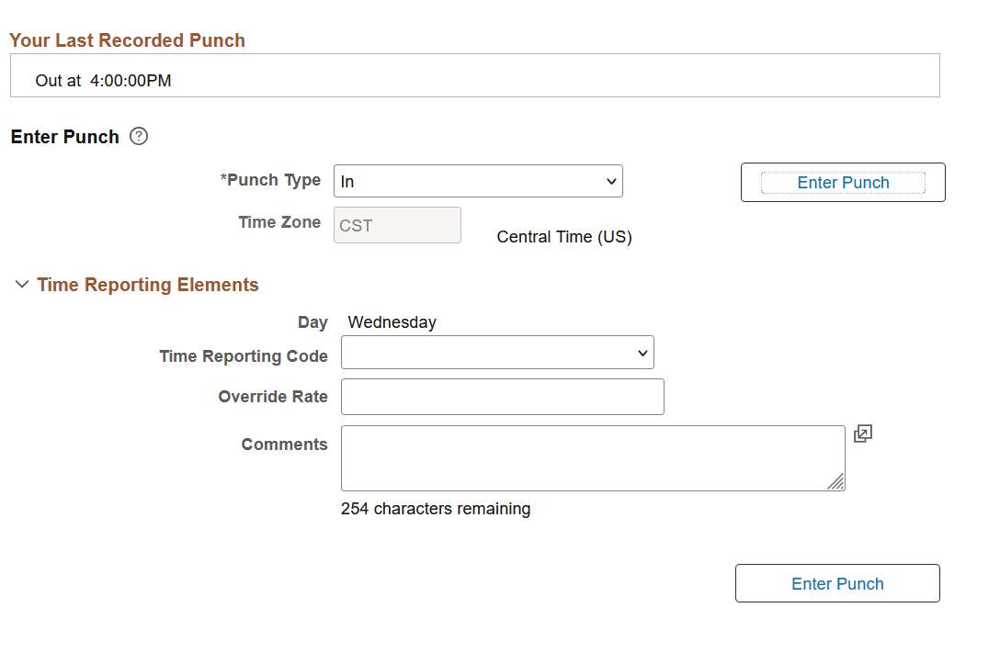 Your Last Recorded Punch
Out at  4:00:00PM
Enter Punch ?
*Punch Type In Enter Punch
Time Zone CST Central Time (US)
Time Reporting Elements
Day Wednesday
Time Reporting Code
Override Rate
Comments
254 characters remaining
Enter Punch